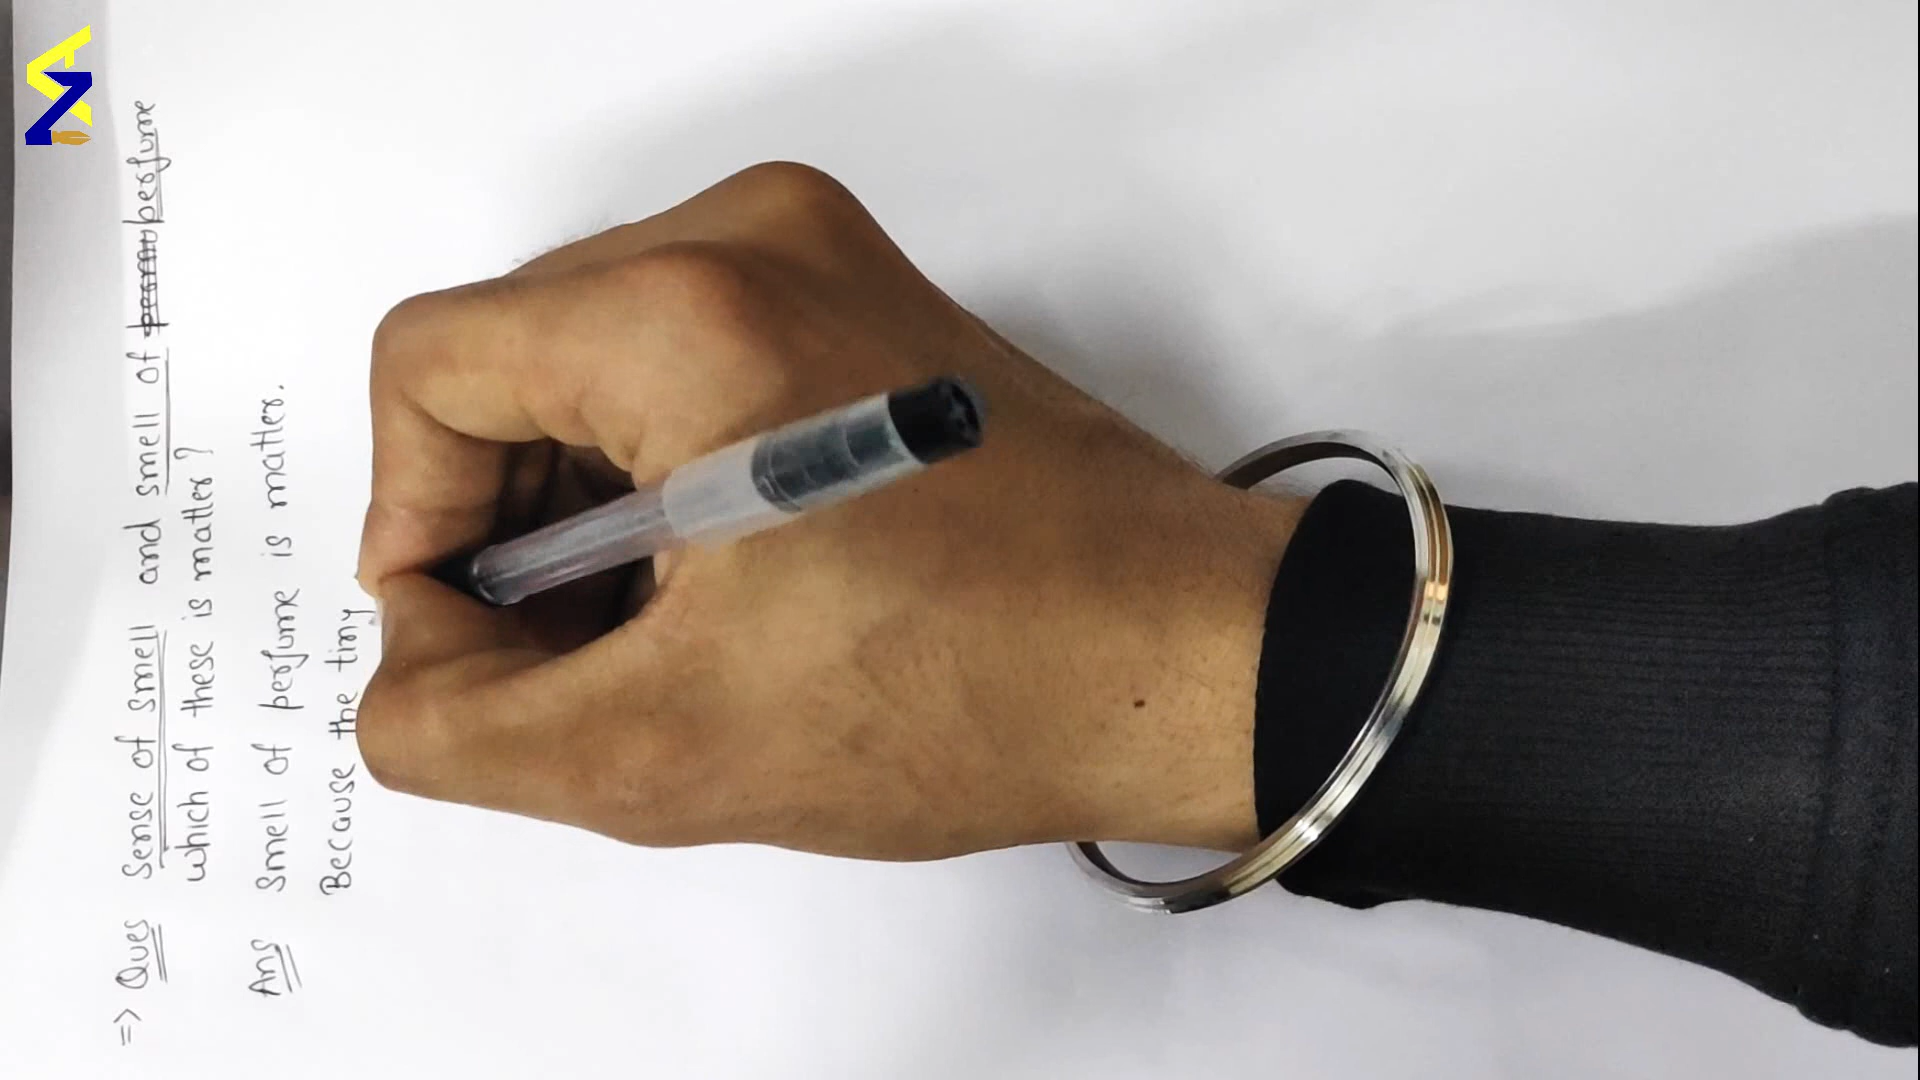 => Ques Sense of smell and smell of perfume
which of these is matter ?
Ans Smell of perfume is matter.
Because the tiny